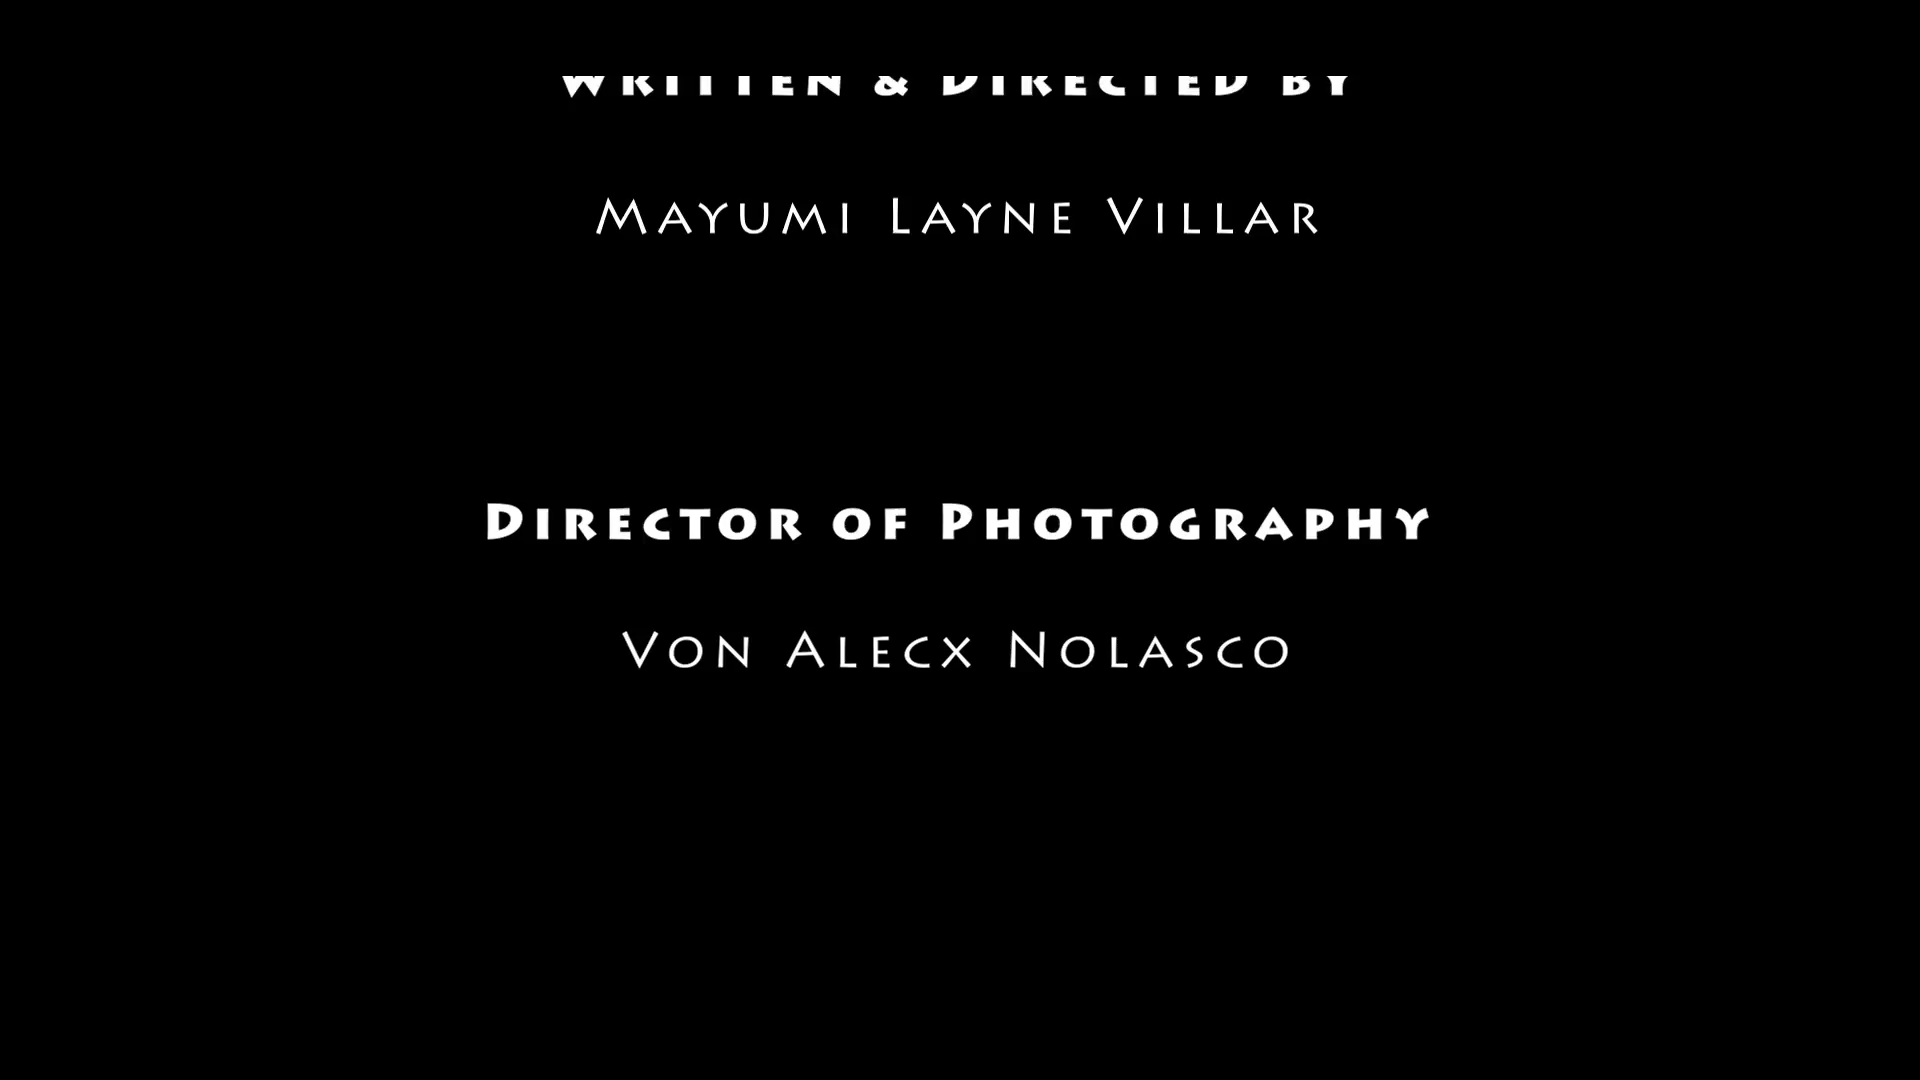 Written & Directed by
Mayumi Layne Villar
Director of Photography
Von Alecx Nolasco